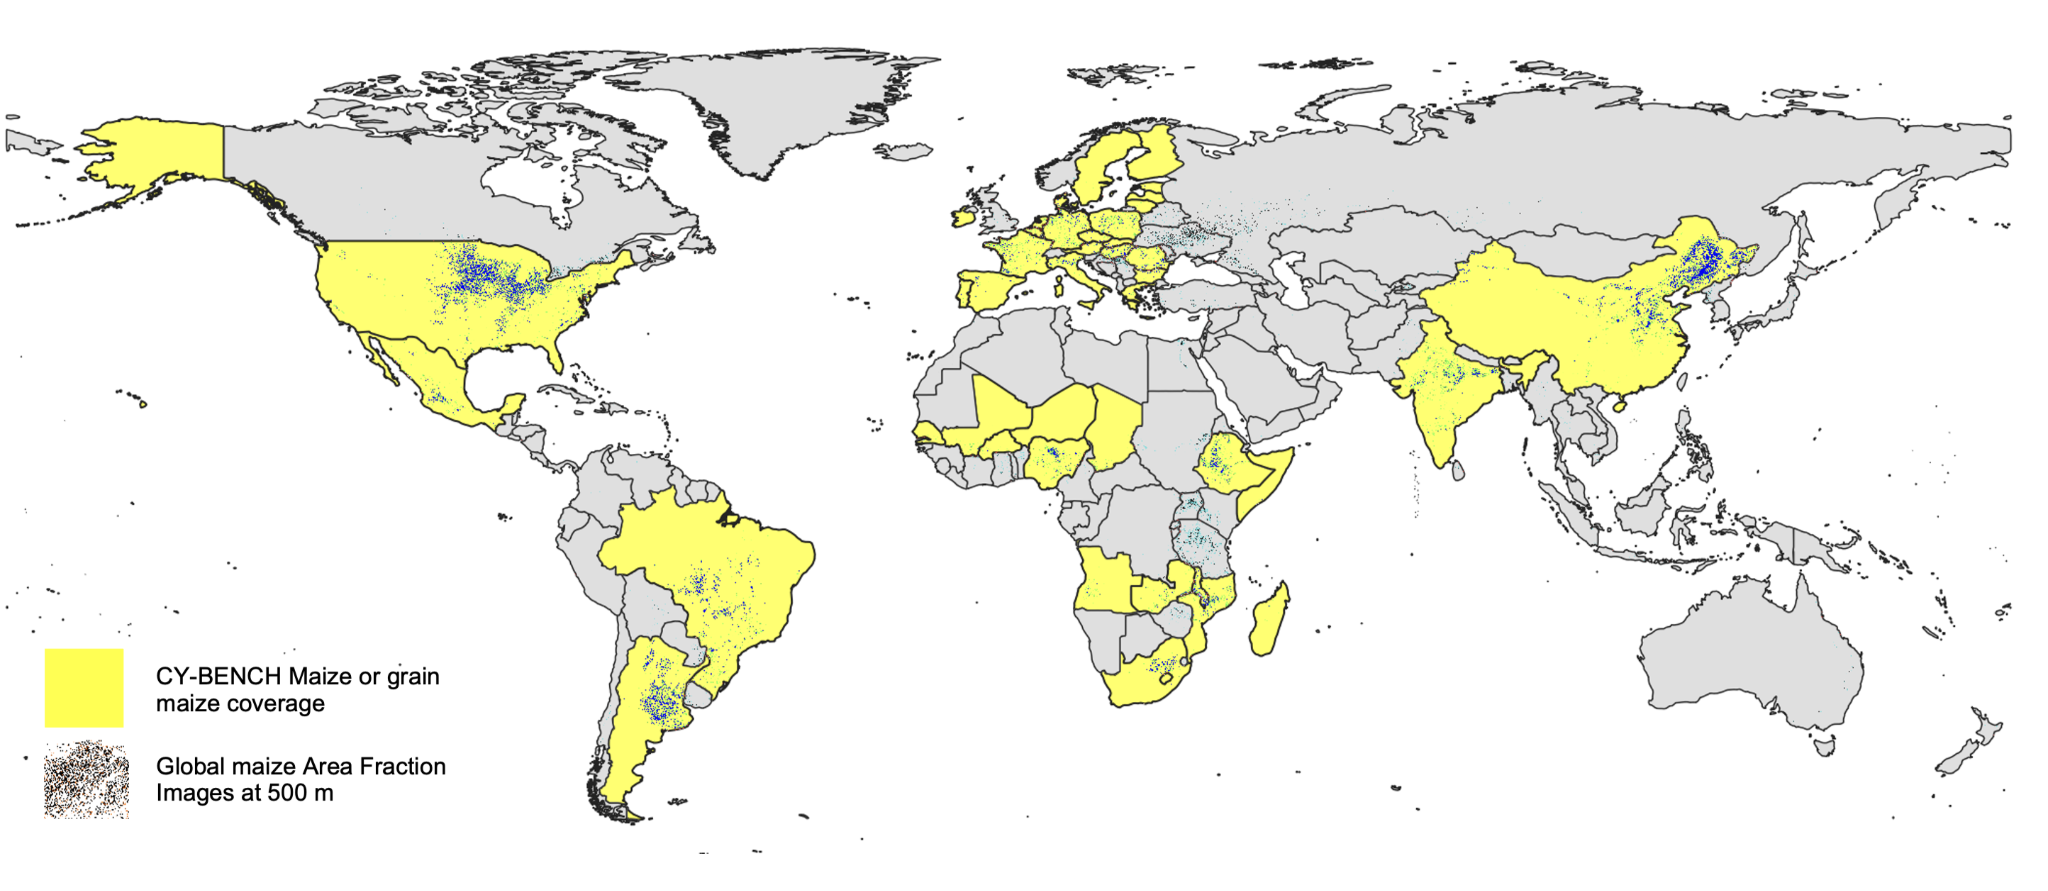 CY-BENCH Maize or grain
maize coverage
Global maize Area Fraction
Images at 500 m